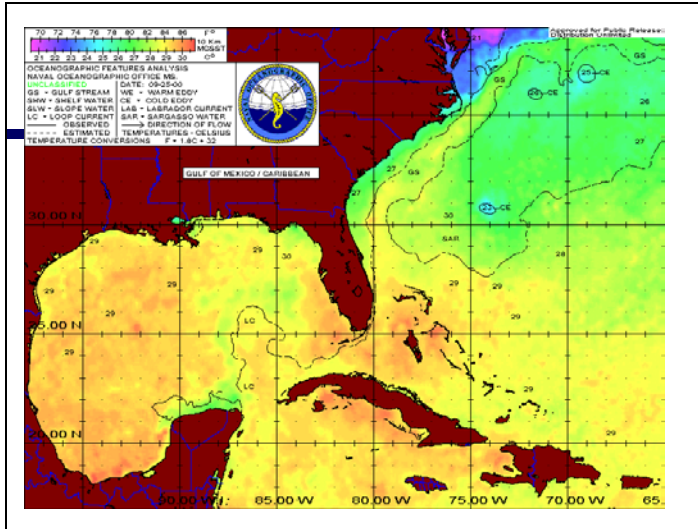 70 72 74 76 78 80 82 84 86 F°
10 Km
MCSST
21 22 23 24 25 26 27 28 29 30 C°
OCEANOGRAPHIC FEATURES ANALYSIS
NAVAL OCEANOGRAPHIC OFFICE MS.
UNCLASSIFIED DATE: 09-25-00
GS = GULF STREAM WE = WARM EDDY
SHW = SHELF WATER CE = COLD EDDY
SLW = SLOPE WATER LAB = LABRADOR CURRENT
LC = LOOP CURRENT SAR = SARGASSO WATER
OBSERVED DIRECTION OF FLOW
ESTIMATED TEMPERATURES - CELSIUS
TEMPERATURE CONVERSIONS F = 1.8C + 32
Approved for Public Release:
Distribution Unlimited
GULF OF MEXICO / CARIBBEAN
21
GS
25 CE
26 CE
26
GS
27
27
27
23 CE
30.00 N
30
SAR
29
29
30
28
29
29
29
29
29
25.00 N
LC
29
29
LC
29
20.00 N
29
90.00 W
85.00 W
80.00 W
75.00 W
70.00 W
65.